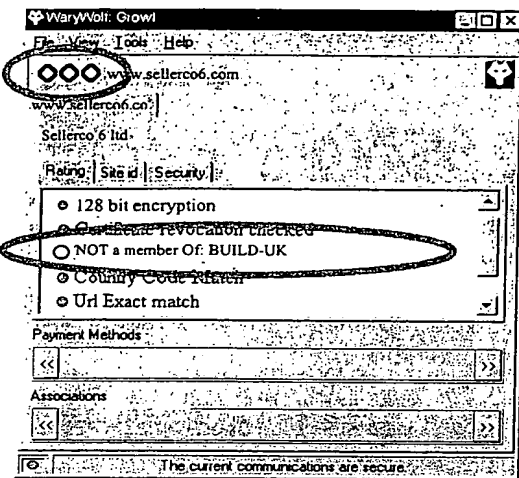 WaryWolf: Growl
File View Tools Help
www.sellerco6.com
www.sellerco6.co
Sellerco 6 ltd
Rating Site id Security
128 bit encryption
Certificate revocation checked
NOT a member Of: BUILD-UK
Country Code Match
Url Exact match
Payment Methods
<< >>
Associations
<< >>
The current communications are secure